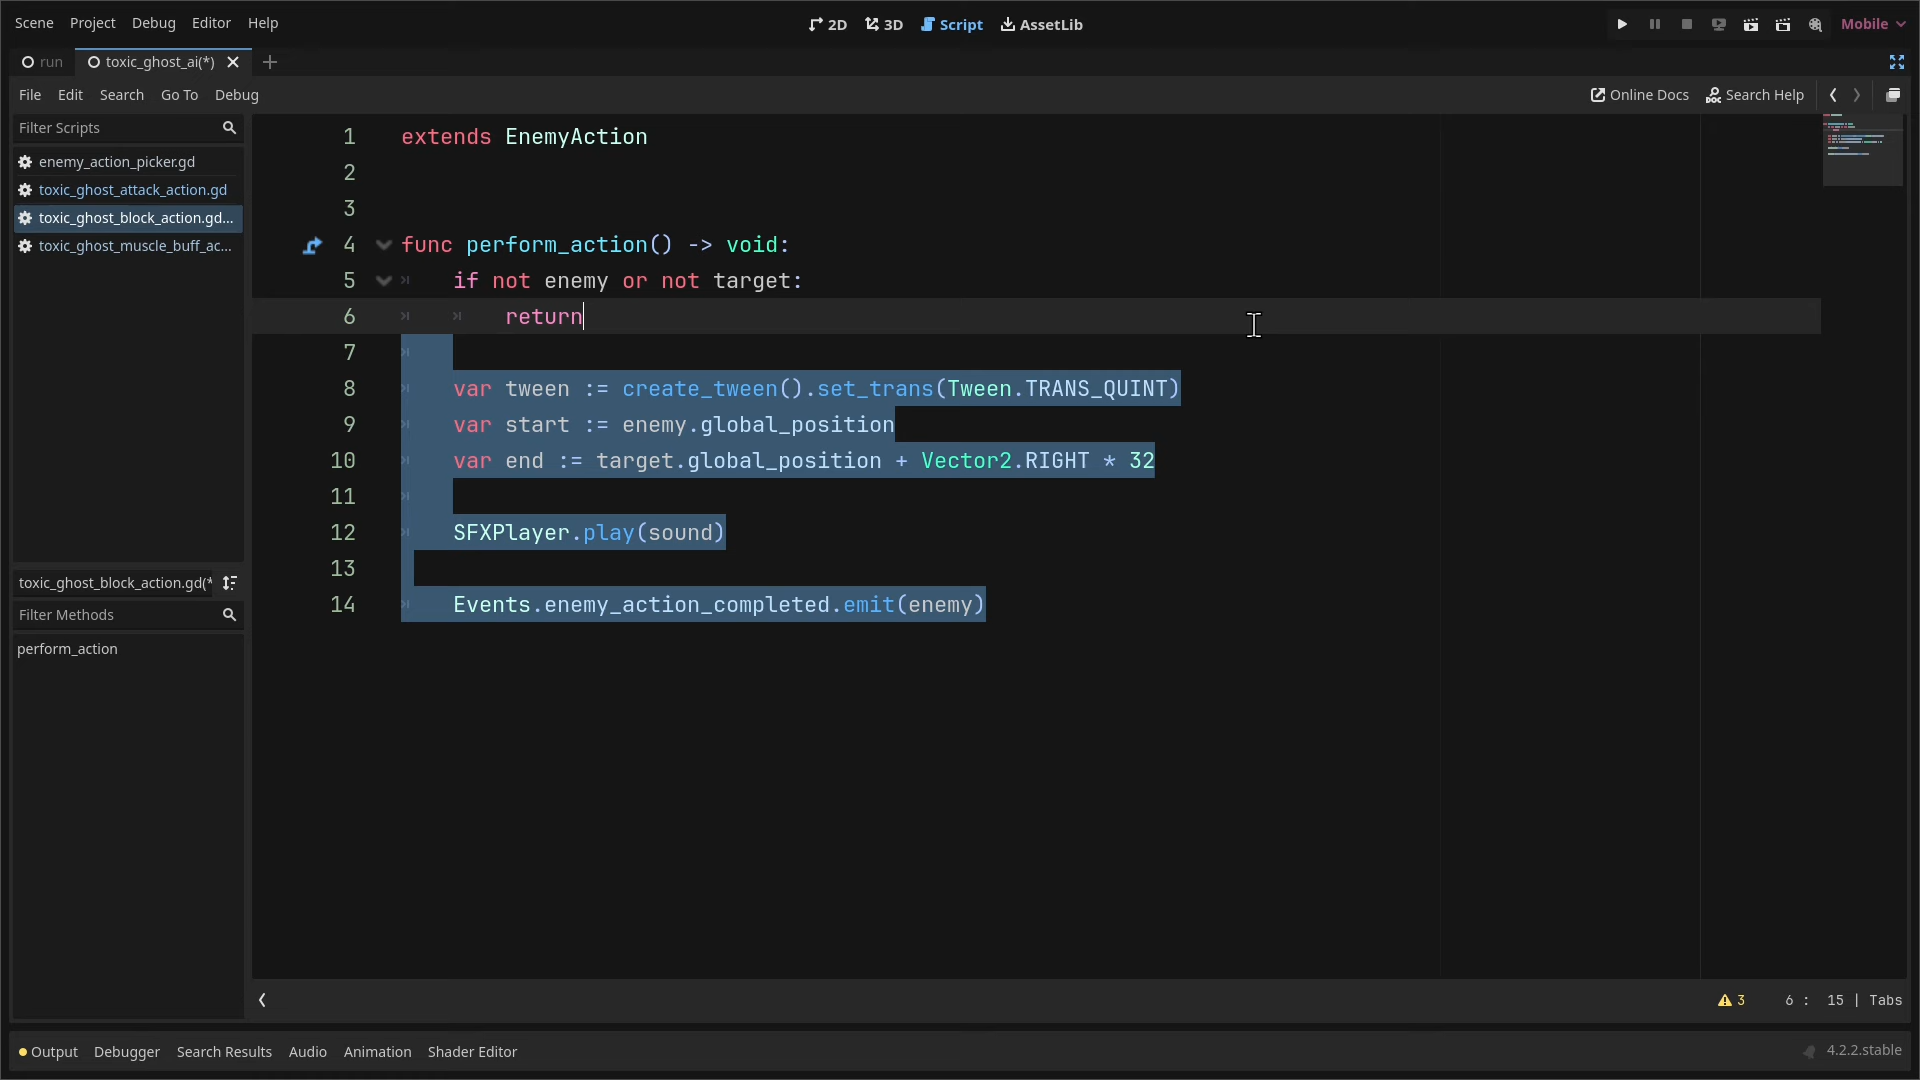 Scene Project Debug Editor Help 2D 3D Script AssetLib Mobile
run toxic_ghost_ai(*)
File Edit Search Go To Debug Online Docs Search Help
Filter Scripts
enemy_action_picker.gd
toxic_ghost_attack_action.gd
toxic_ghost_block_action.gd...
toxic_ghost_muscle_buff_ac...
toxic_ghost_block_action.gd(*
Filter Methods
perform_action
1 extends EnemyAction
2
3
4 func perform_action() -> void:
5 if not enemy or not target:
6 return
7
8 var tween := create_tween().set_trans(Tween.TRANS_QUINT)
9 var start := enemy.global_position
10 var end := target.global_position + Vector2.RIGHT * 32
11
12 SFXPlayer.play(sound)
13
14 Events.enemy_action_completed.emit(enemy)
3 6 : 15 | Tabs
Output Debugger Search Results Audio Animation Shader Editor 4.2.2.stable